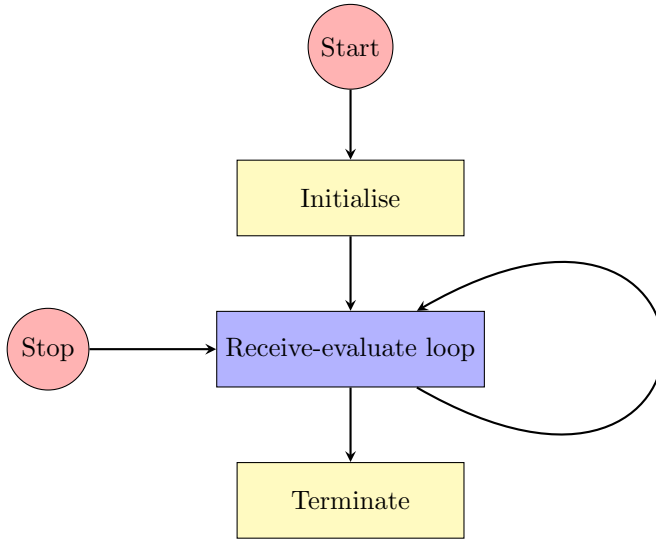 Start
Initialise
Stop
Receive-evaluate loop
Terminate